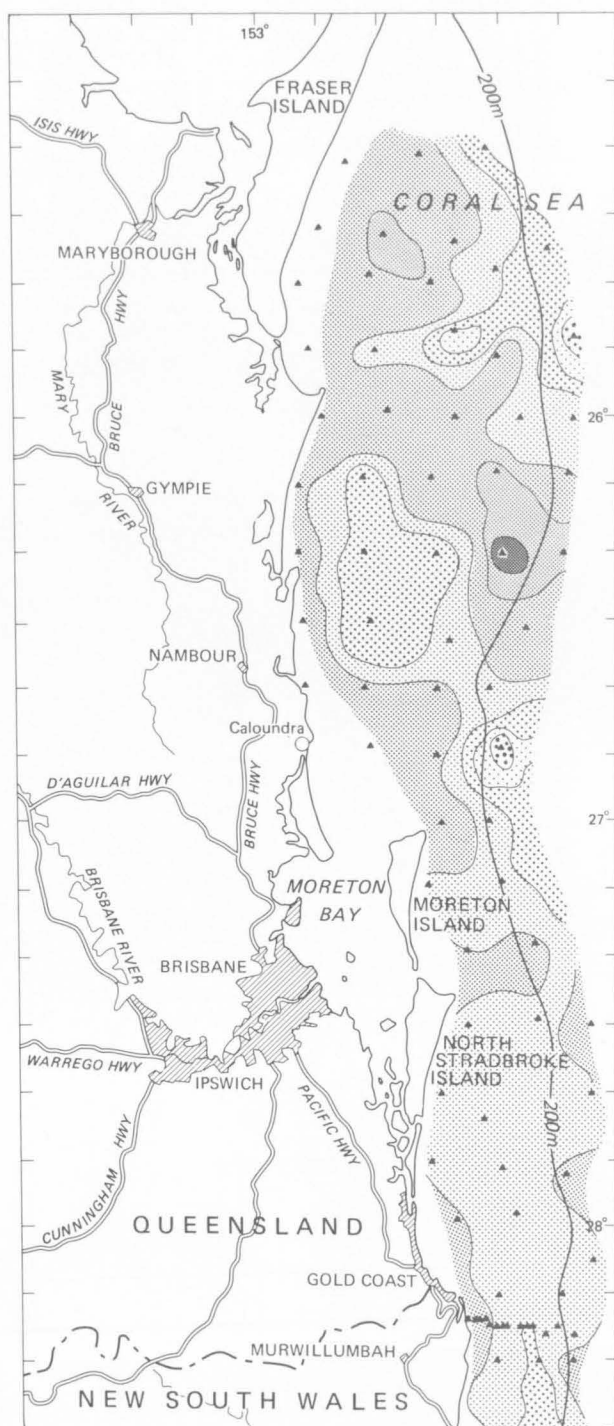 153°
FRASER
ISLAND
200m
ISIS HWY
CORAL SEA
MARYBOROUGH
HWY
MARY
BRUCE
26°
GYMPIE
RIVER
NAMBOUR
Caloundra
D'AGUILAR HWY
BRUCE HWY
27°
MORETON
BAY
MORETON
ISLAND
BRISBANE RIVER
BRISBANE
NORTH
STRADBROKE
ISLAND
WARREGO HWY
IPSWICH
PACIFIC HWY
200m
CUNNINGHAM HWY
QUEENSLAND
28°
GOLD COAST
MURWILLUMBAH
NEW SOUTH WALES